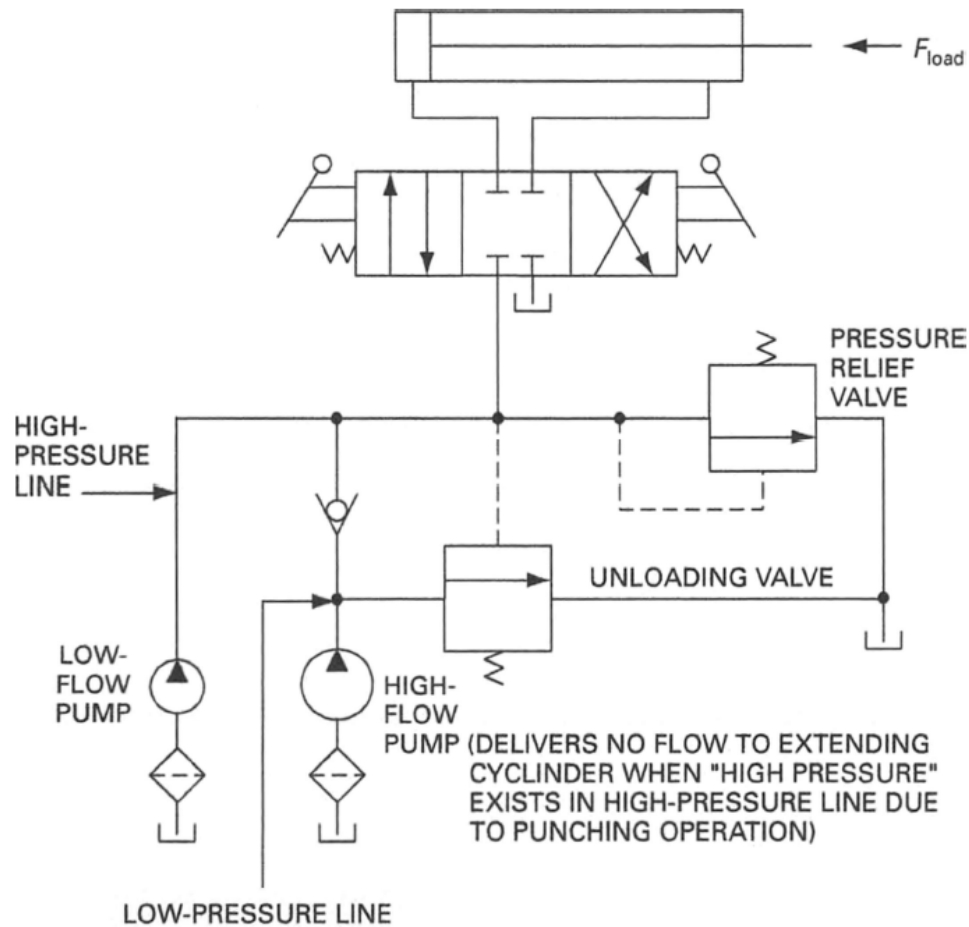 Fload
PRESSURE
RELIEF
VALVE
HIGH-
PRESSURE
LINE
UNLOADING VALVE
LOW-
FLOW
PUMP
HIGH-
FLOW
PUMP (DELIVERS NO FLOW TO EXTENDING
CYLINDER WHEN "HIGH PRESSURE"
EXISTS IN HIGH-PRESSURE LINE DUE
TO PUNCHING OPERATION)
LOW-PRESSURE LINE